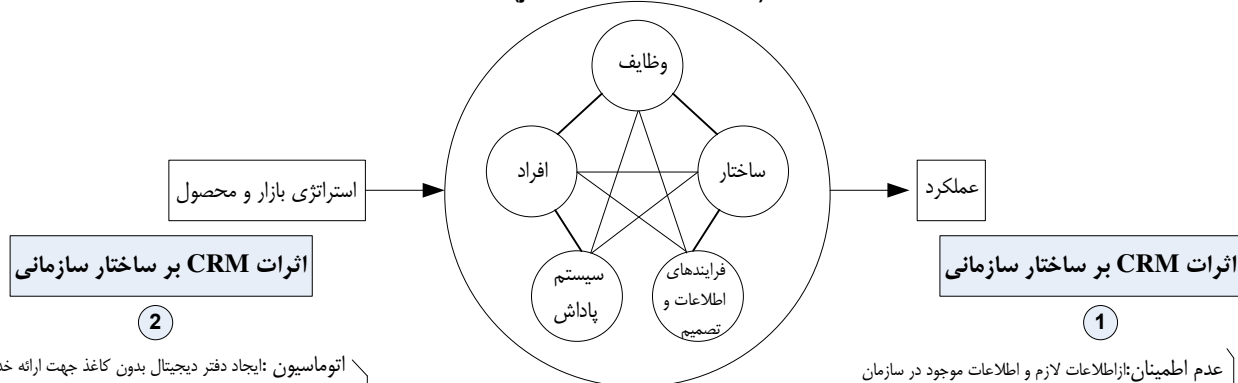 وظایف
افراد
ساختار
استراتژی بازار و محصول
عملکرد
سیستم
پاداش
فرایندهای
اطلاعات و
تصمیم
اثرات CRM بر ساختار سازمانی
1
عدم اطمینان:ازاطلاعات لازم و اطلاعات موجود در سازمان
اثرات CRM بر ساختار سازمانی
2
اتوماسیون :ایجاد دفتر دیجیتال بدون کاغذ جهت ارائه